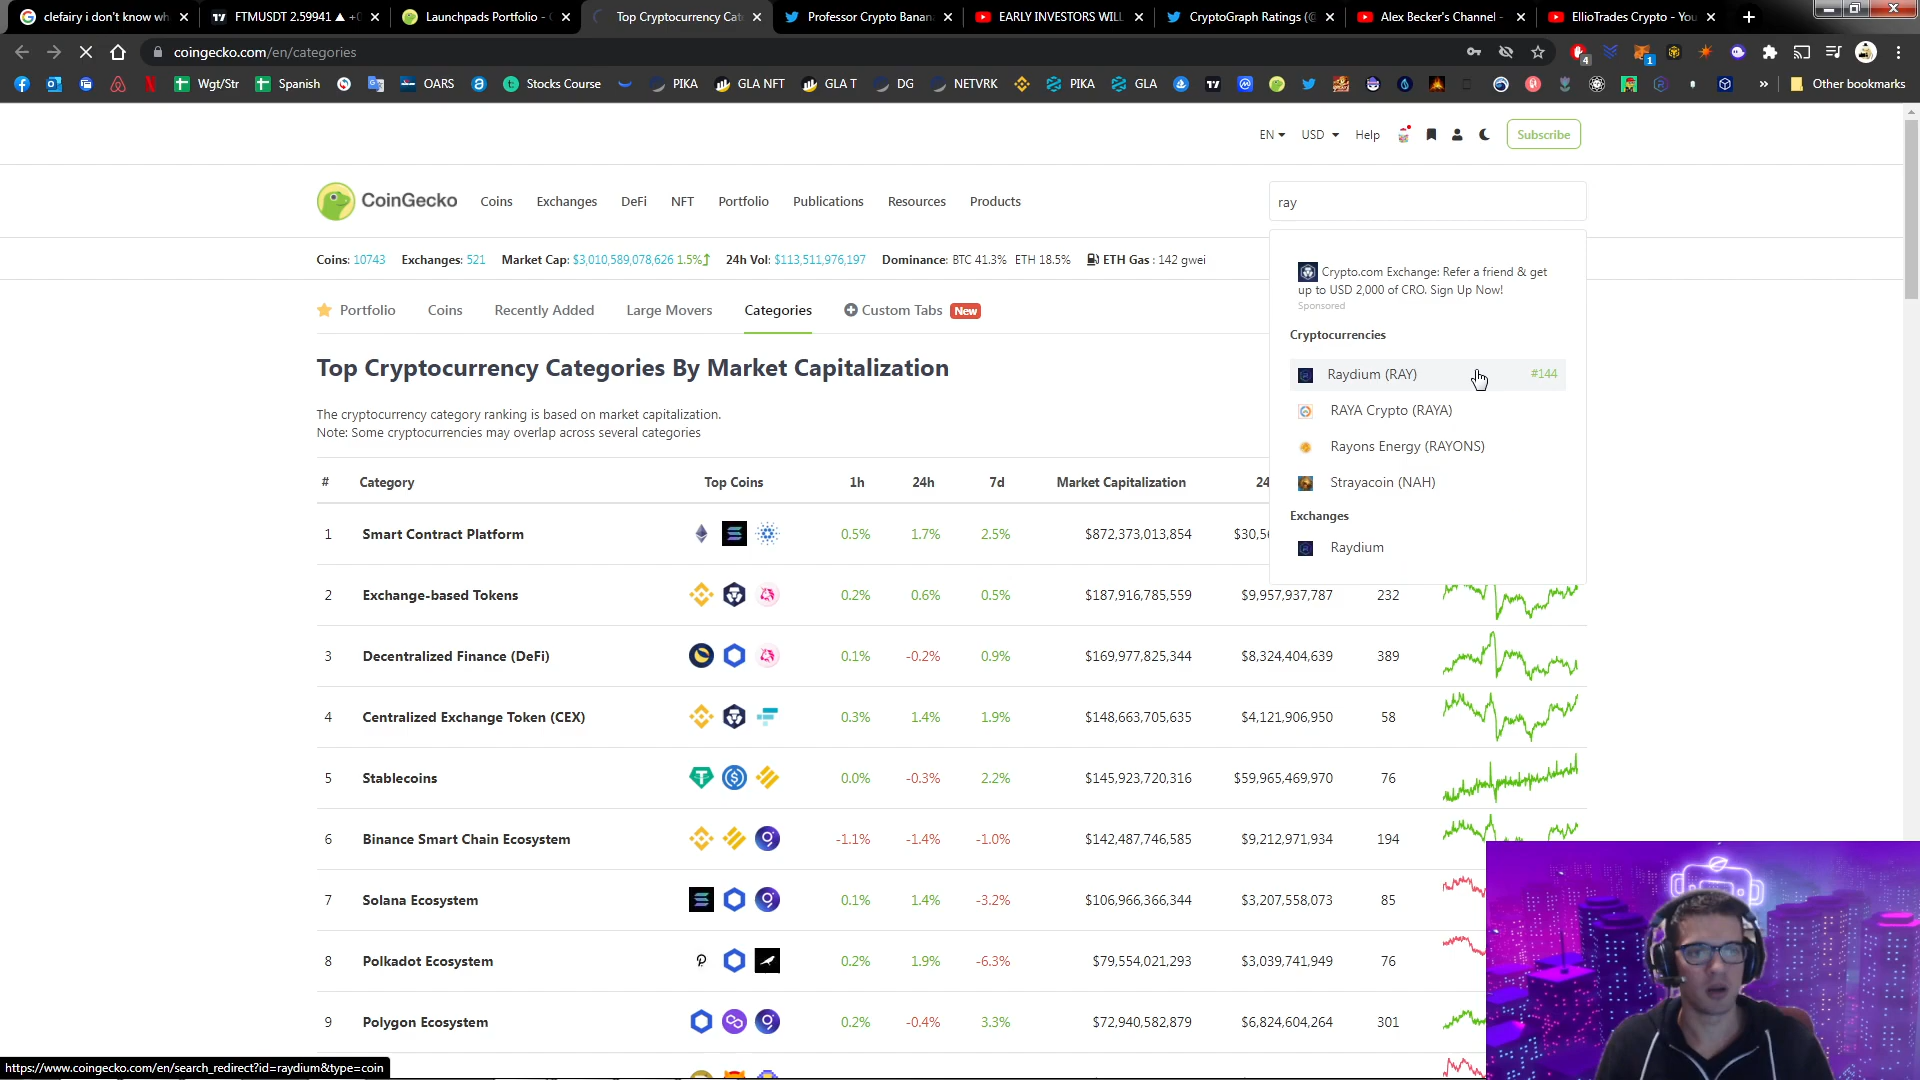 clefairy i don't know wh
FTMUSDT 2.59941 ▲ +
Launchpads Portfolio -
Top Cryptocurrency Cat
Professor Crypto Banan
EARLY INVESTORS WILL
CryptoGraph Ratings (@
Alex Becker's Channel -
EllioTrades Crypto - You
coingecko.com/en/categories
4
1
Wgt/Str
Spanish
OARS
Stocks Course
PIKA
GLA NFT
GLA T
DG
NETVRK
PIKA
GLA
»
Other bookmarks
EN
USD
Help
Subscribe
CoinGecko
Coins
Exchanges
DeFi
NFT
Portfolio
Publications
Resources
Products
ray
Coins: 10743 Exchanges: 521 Market Cap: $3,010,589,078,626 1.5% 24h Vol: $113,511,976,197 Dominance: BTC 41.3% ETH 18.5% ETH Gas : 142 gwei
Crypto.com Exchange: Refer a friend & get
up to USD 2,000 of CRO. Sign Up Now!
Sponsored
Portfolio
Coins
Recently Added
Large Movers
Categories
Custom Tabs New
Cryptocurrencies
Raydium (RAY) #144
RAYA Crypto (RAYA)
Rayons Energy (RAYONS)
Strayacoin (NAH)
Exchanges
Raydium
Top Cryptocurrency Categories By Market Capitalization
The cryptocurrency category ranking is based on market capitalization.
Note: Some cryptocurrencies may overlap across several categories
# Category Top Coins 1h 24h 7d Market Capitalization 24
1 Smart Contract Platform 0.5% 1.7% 2.5% $872,373,013,854 $30,5
2 Exchange-based Tokens 0.2% 0.6% 0.5% $187,916,785,559 $9,957,937,787 232
3 Decentralized Finance (DeFi) 0.1% -0.2% 0.9% $169,977,825,344 $8,324,404,639 389
4 Centralized Exchange Token (CEX) 0.3% 1.4% 1.9% $148,663,705,635 $4,121,906,950 58
5 Stablecoins 0.0% -0.3% 2.2% $145,923,720,316 $59,965,469,970 76
6 Binance Smart Chain Ecosystem -1.1% -1.4% -1.0% $142,487,746,585 $9,212,971,934 194
7 Solana Ecosystem 0.1% 1.4% -3.2% $106,966,366,344 $3,207,558,073 85
8 Polkadot Ecosystem 0.2% 1.9% -6.3% $79,554,021,293 $3,039,741,949 76
9 Polygon Ecosystem 0.2% -0.4% 3.3% $72,940,582,879 $6,824,604,264 301
https://www.coingecko.com/en/search_redirect?id=raydium&type=coin